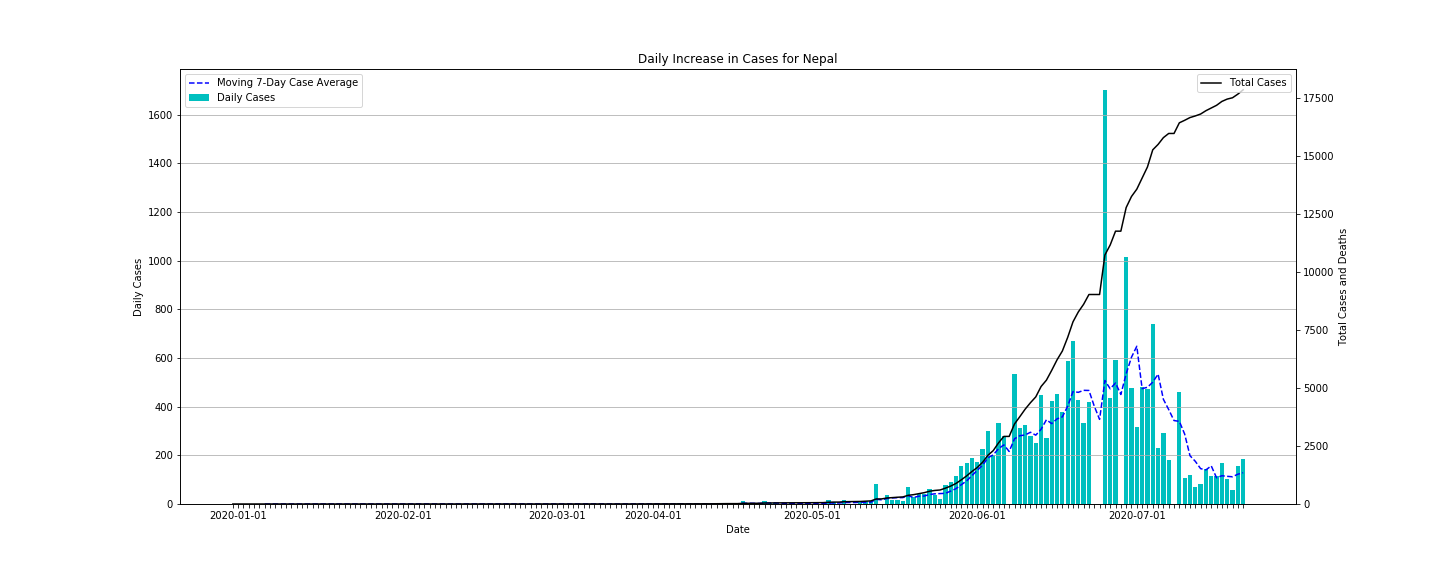 Daily Increase in Cases for Nepal
Moving 7-Day Case Average
Daily Cases
Total Cases
1600
1400
1200
1000
800
600
400
200
0
Daily Cases
17500
15000
12500
10000
7500
5000
2500
0
Total Cases and Deaths
2020-01-01 2020-02-01 2020-03-01 2020-04-01 2020-05-01 2020-06-01 2020-07-01
Date